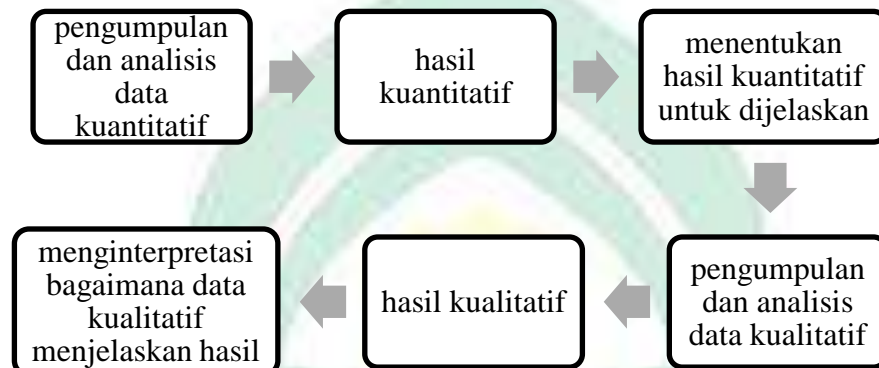 pengumpulan
dan analisis
data
kuantitatif
hasil
kuantitatif
menentukan
hasil kuantitatif
untuk dijelaskan
pengumpulan
dan analisis
data kualitatif
hasil kualitatif
menginterpretasi
bagaimana data
kualitatif
menjelaskan hasil